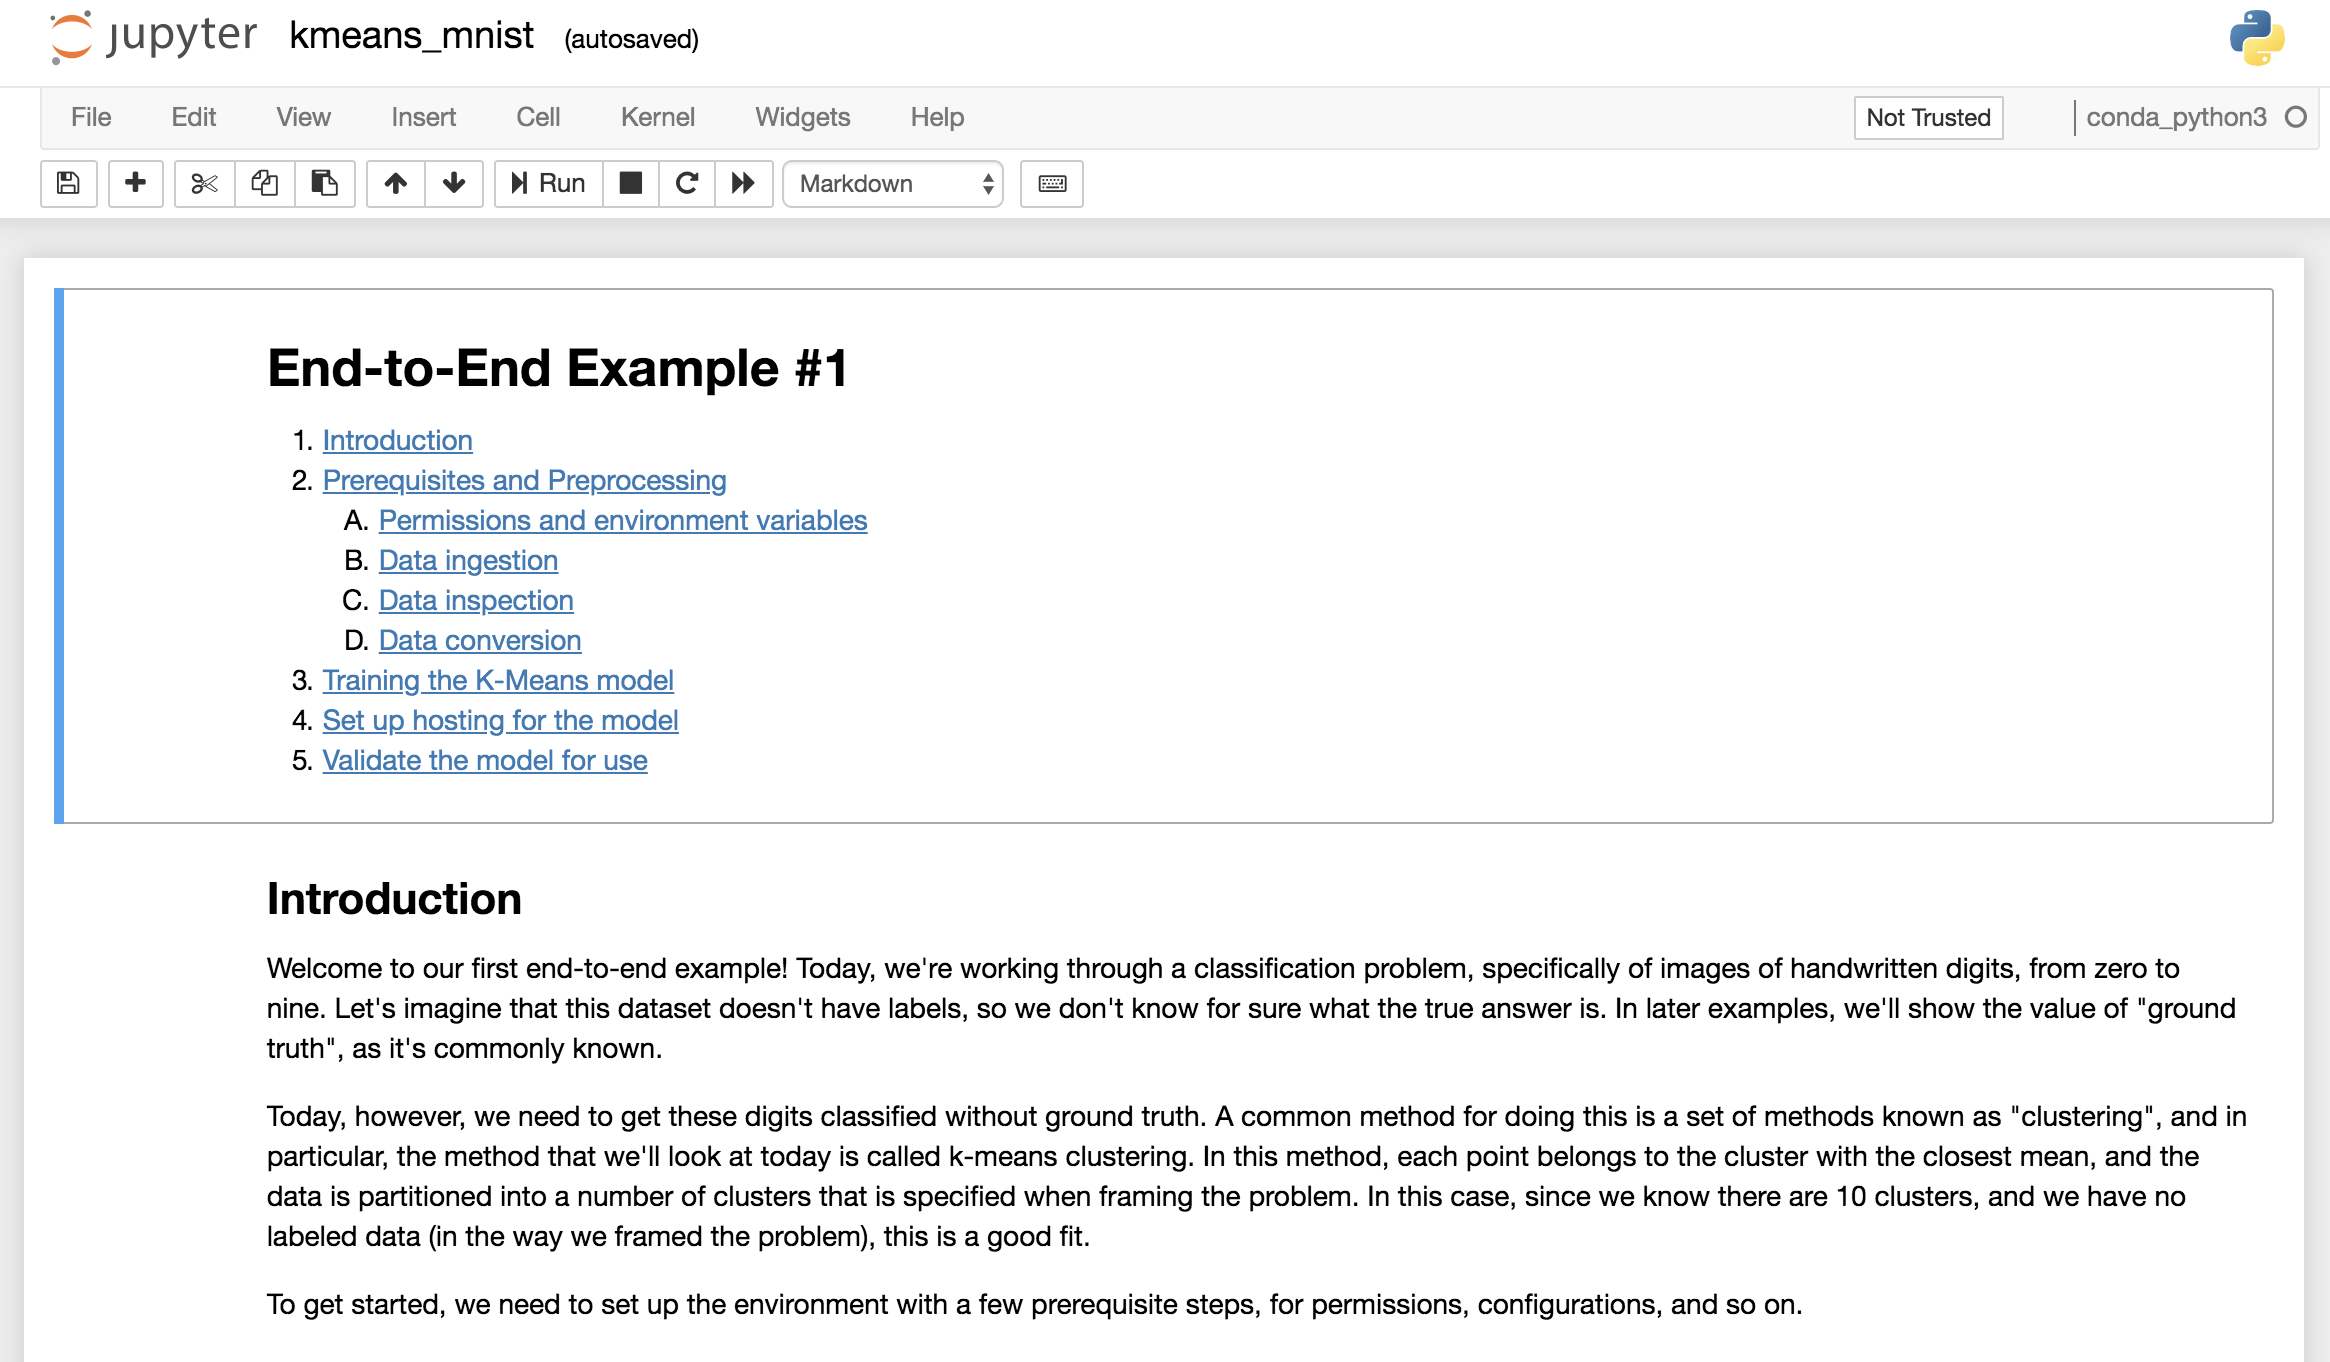 jupyter kmeans_mnist (autosaved)
File Edit View Insert Cell Kernel Widgets Help Not Trusted conda_python3
Run Markdown
End-to-End Example #1
1. Introduction
2. Prerequisites and Preprocessing
A. Permissions and environment variables
B. Data ingestion
C. Data inspection
D. Data conversion
3. Training the K-Means model
4. Set up hosting for the model
5. Validate the model for use
Introduction
Welcome to our first end-to-end example! Today, we're working through a classification problem, specifically of images of handwritten digits, from zero to
nine. Let's imagine that this dataset doesn't have labels, so we don't know for sure what the true answer is. In later examples, we'll show the value of "ground
truth", as it's commonly known.
Today, however, we need to get these digits classified without ground truth. A common method for doing this is a set of methods known as "clustering", and in
particular, the method that we'll look at today is called k-means clustering. In this method, each point belongs to the cluster with the closest mean, and the
data is partitioned into a number of clusters that is specified when framing the problem. In this case, since we know there are 10 clusters, and we have no
labeled data (in the way we framed the problem), this is a good fit.
To get started, we need to set up the environment with a few prerequisite steps, for permissions, configurations, and so on.